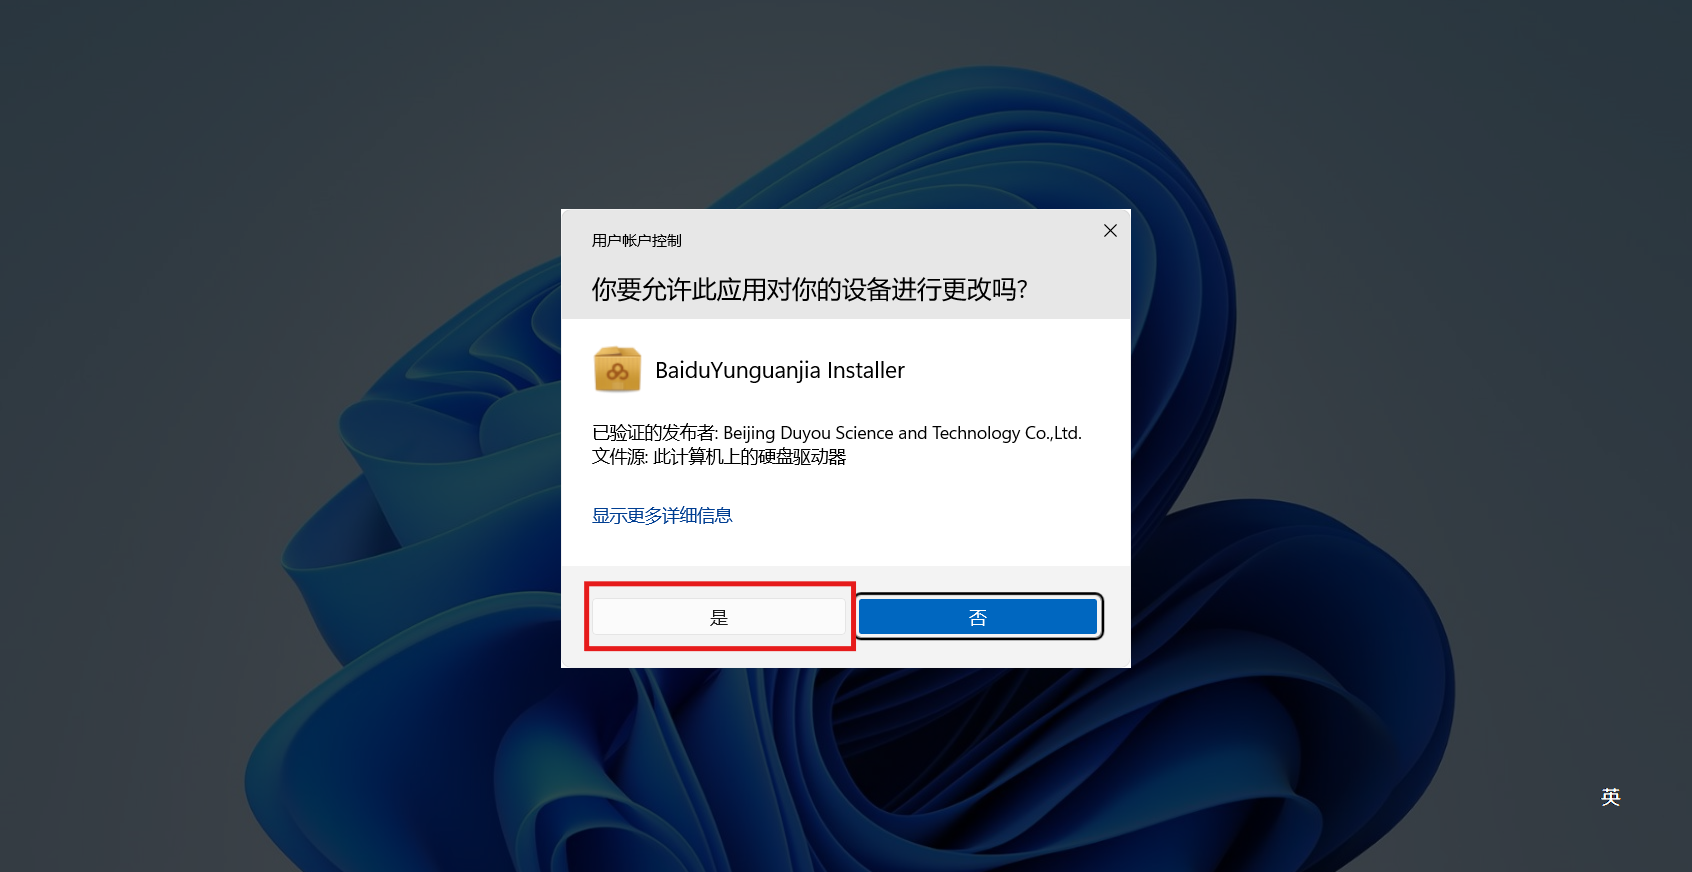 用户帐户控制
你要允许此应用对你的设备进行更改吗?
BaiduYunguanjia Installer
已验证的发布者: Beijing Duyou Science and Technology Co.,Ltd.
文件源: 此计算机上的硬盘驱动器
显示更多详细信息
是
否
英